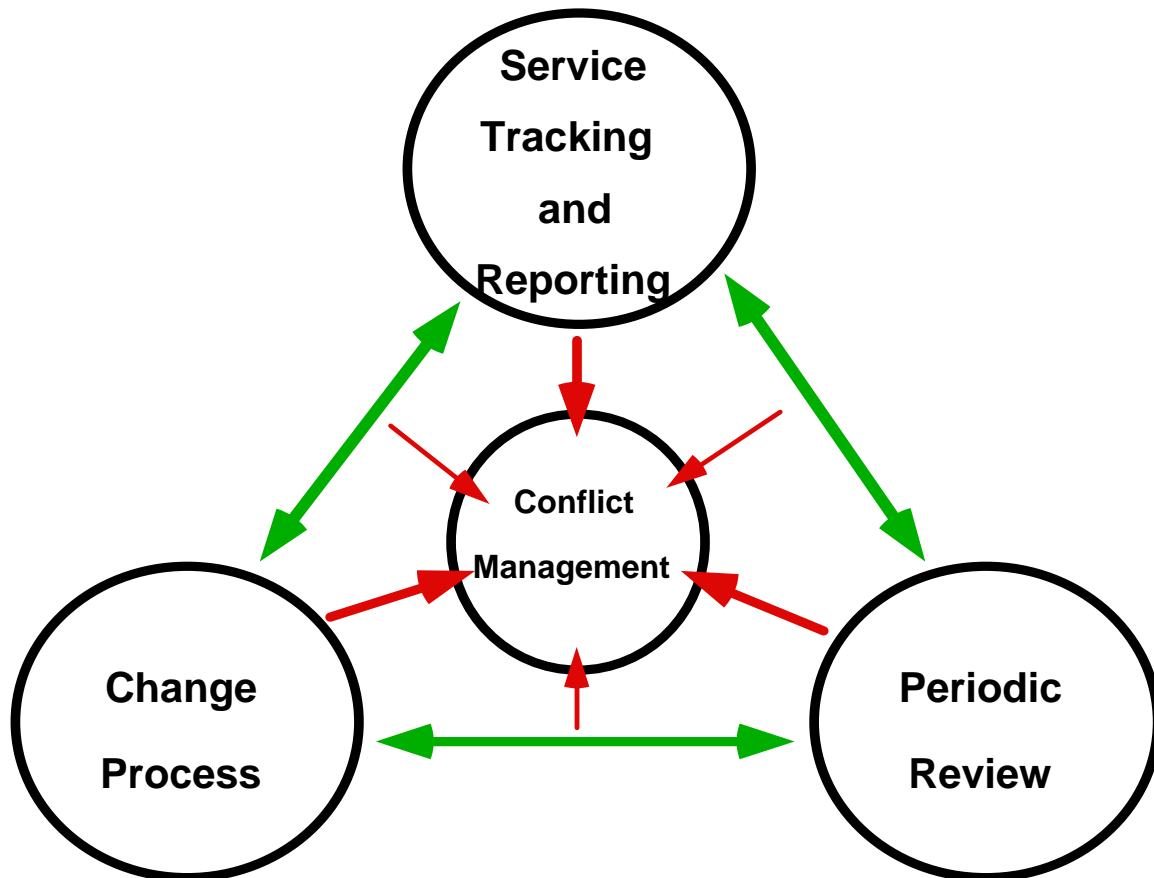 Service
Tracking
and
Reporting
Conflict
Management
Change
Process
Periodic
Review